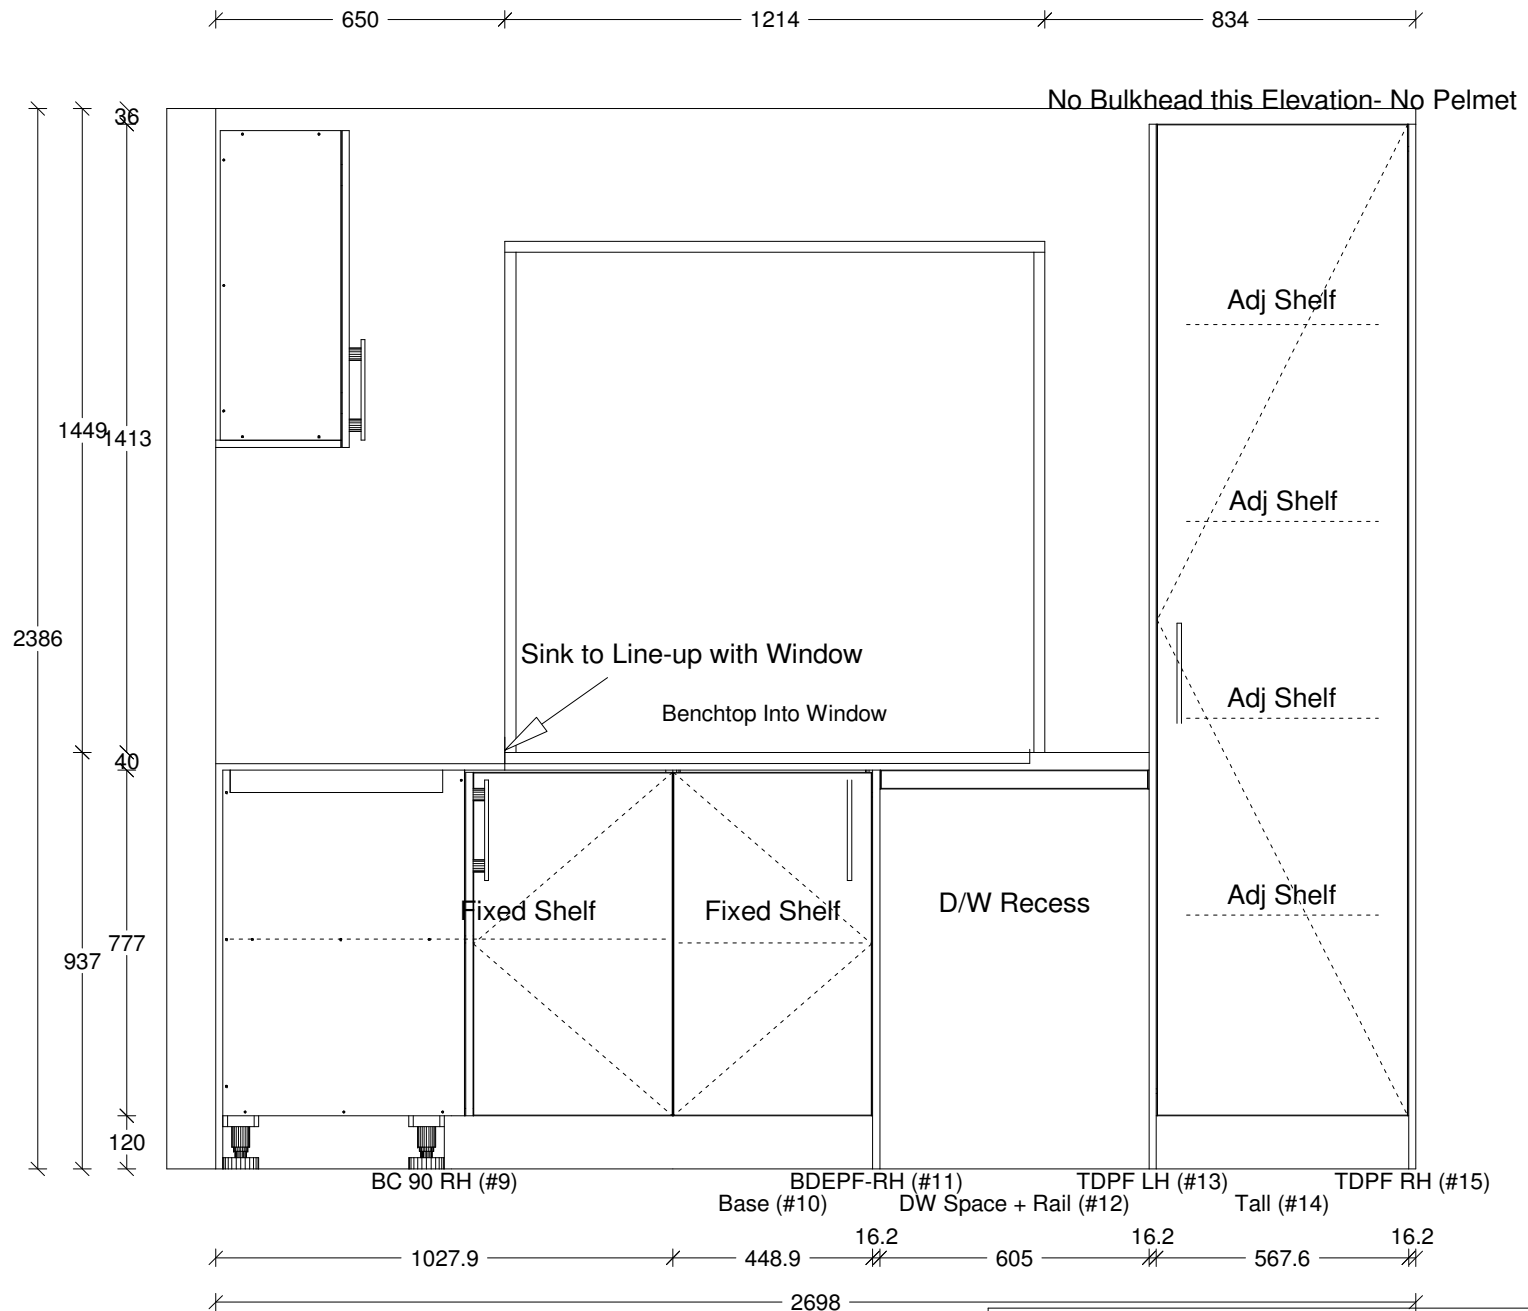 650 1214 834
No Bulkhead this Elevation- No Pelmet
36
Adj Shelf
1449 1413
Adj Shelf
2386
Sink to Line-up with Window
Adj Shelf
Benchtop Into Window
40
Adj Shelf
Fixed Shelf Fixed Shelf D/W Recess
937 777
120
BC 90 RH (#9) BDEPF-RH (#11) TDPF LH (#13) TDPF RH (#15)
Base (#10) DW Space + Rail (#12) Tall (#14)
16.2 16.2 16.2
1027.9 448.9 605 567.6
2698